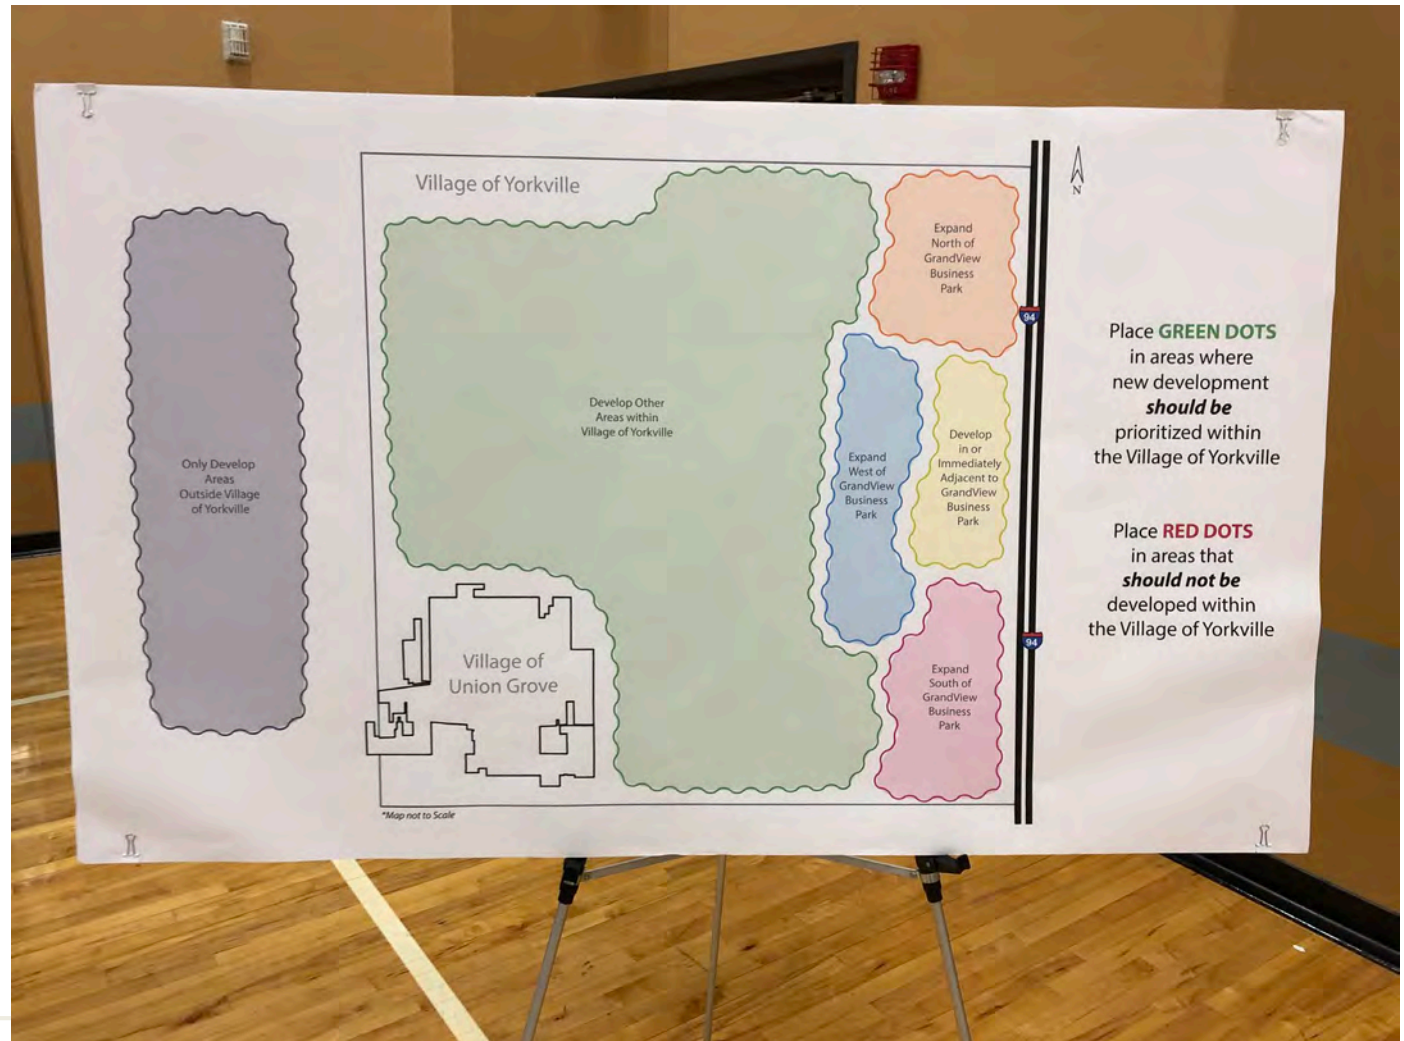 Village of Yorkville
N
Expand
North of
GrandView
Business
Park
94
Place GREEN DOTS
in areas where
new development
should be
prioritized within
the Village of Yorkville
Develop Other
Areas within
Village of Yorkville
Only Develop
Areas
Outside Village
of Yorkville
Expand
West of
GrandView
Business
Park
Develop
in or
Immediately
Adjacent to
GrandView
Business
Park
Place RED DOTS
in areas that
should not be
developed within
the Village of Yorkville
94
Village of
Union Grove
Expand
South of
GrandView
Business
Park
*Map not to Scale